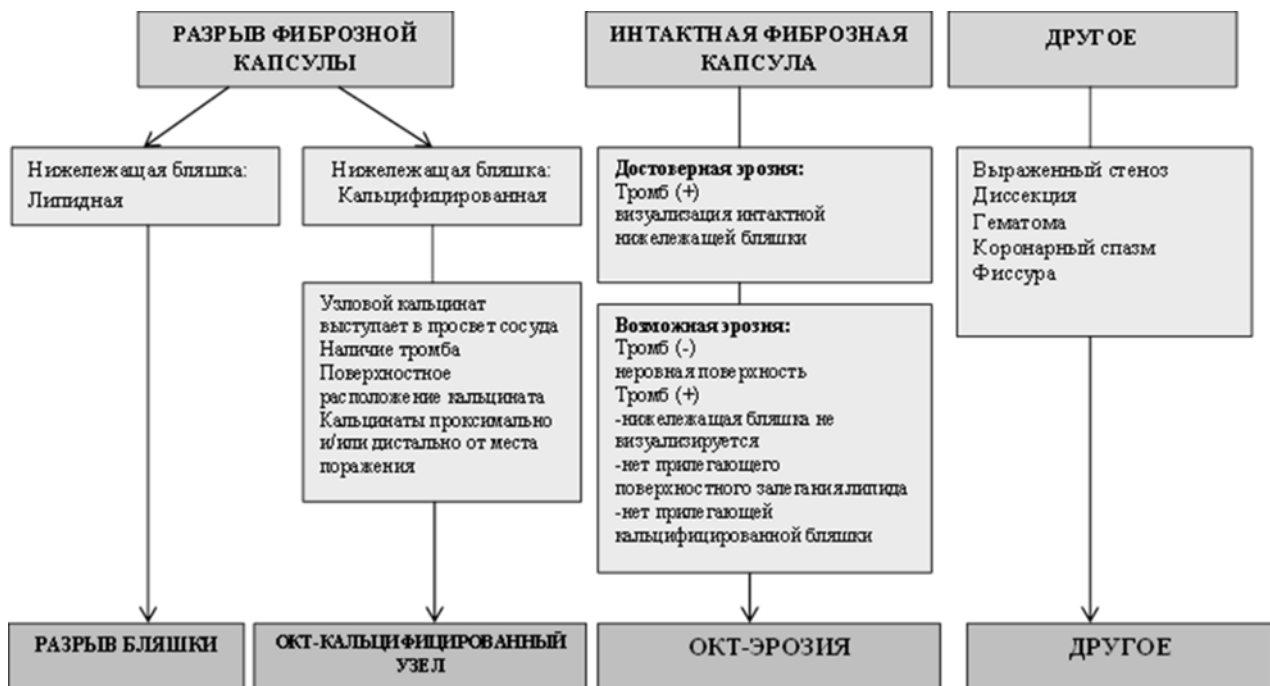 РАЗРЫВ ФИБРОЗНОЙ
КАПСУЛЫ
ИНТАКТНАЯ ФИБРОЗНАЯ
КАПСУЛА
ДРУГОЕ
Нижележащая бляшка:
Липидная
Нижележащая бляшка:
Кальцифицированная
Достоверная эрозия:
Тромб (+)
визуализация интактной
нижележащей бляшки
Выраженный стеноз
Диссекция
Гематома
Коронарный спазм
Фиссура
Узловой кальцинат
выступает в просвет сосуда
Наличие тромба
Поверхностное
расположение кальцината
Кальцинаты проксимально
и/или дистально от места
поражения
Возможная эрозия:
Тромб (-)
неровная поверхность
Тромб (+)
-нижележащая бляшка не
визуализируется
-нет прилегающего
поверхностного залегания липида
-нет прилегающей
кальцифицированной бляшки
РАЗРЫВ БЛЯШКИ
ОКТ-КАЛЬЦИФИЦИРОВАННЫЙ
УЗЕЛ
ОКТ-ЭРОЗИЯ
ДРУГОЕ